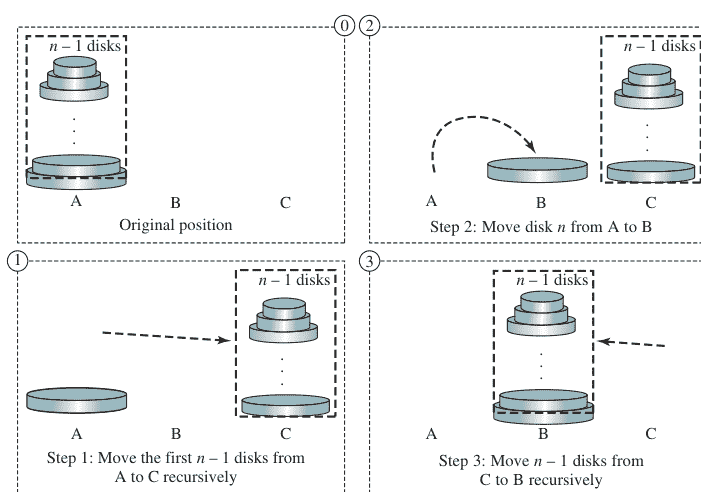 0
n – 1 disks
A
B
C
Original position
2
n – 1 disks
A
B
C
Step 2: Move disk n from A to B
1
n – 1 disks
A
B
C
Step 1: Move the first n – 1 disks from
A to C recursively
3
n – 1 disks
A
B
C
Step 3: Move n – 1 disks from
C to B recursively